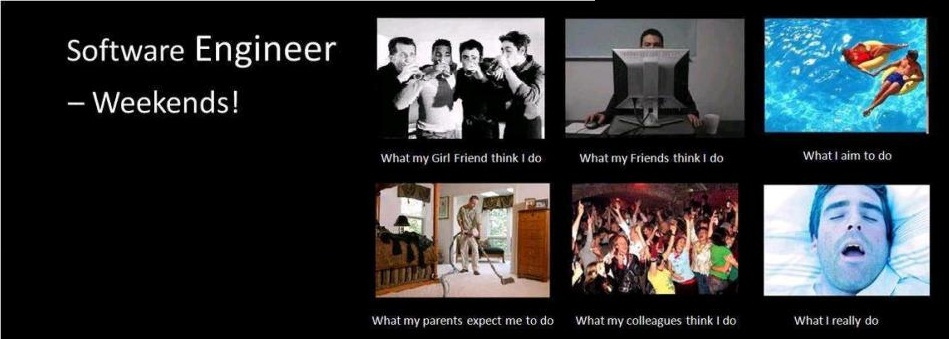 Software Engineer
– Weekends!
What my Girl Friend think I do
What my Friends think I do
What I aim to do
What my parents expect me to do
What my colleagues think I do
What I really do